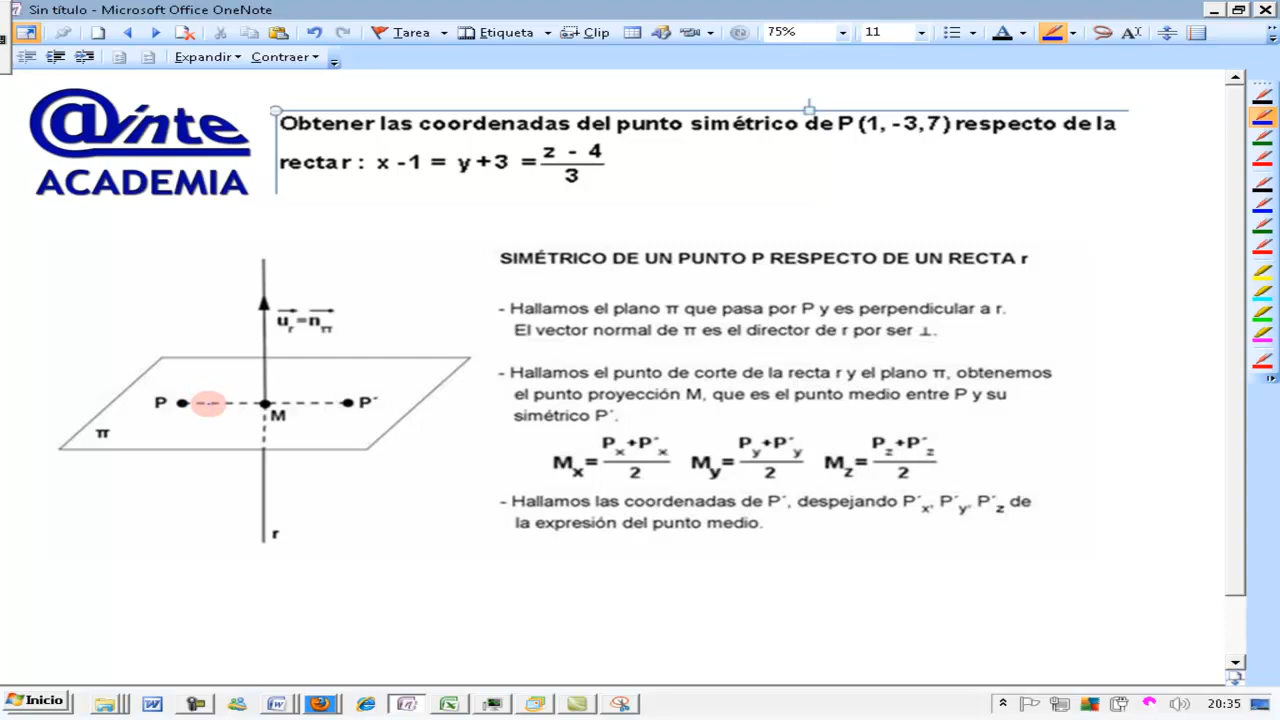 Sin título - Microsoft Office OneNote
Tarea Etiqueta Clip 75% 11
Expandir Contraer
@inte
ACADEMIA
Obtener las coordenadas del punto simétrico de P (1, -3,7) respecto de la
recta r : x -1 = y +3 = z - 4 / 3
SIMÉTRICO DE UN PUNTO P RESPECTO DE UN RECTA r
- Hallamos el plano π que pasa por P y es perpendicular a r.
El vector normal de π es el director de r por ser ⊥.
- Hallamos el punto de corte de la recta r y el plano π, obtenemos
el punto proyección M, que es el punto medio entre P y su
simétrico P´.
Mx= Px+P´x / 2 My= Py+P´y / 2 Mz= Pz+P´z / 2
- Hallamos las coordenadas de P´, despejando P´x, P´y, P´z de
la expresión del punto medio.
ur=nπ
P M P´
π
r
Inicio 20:35